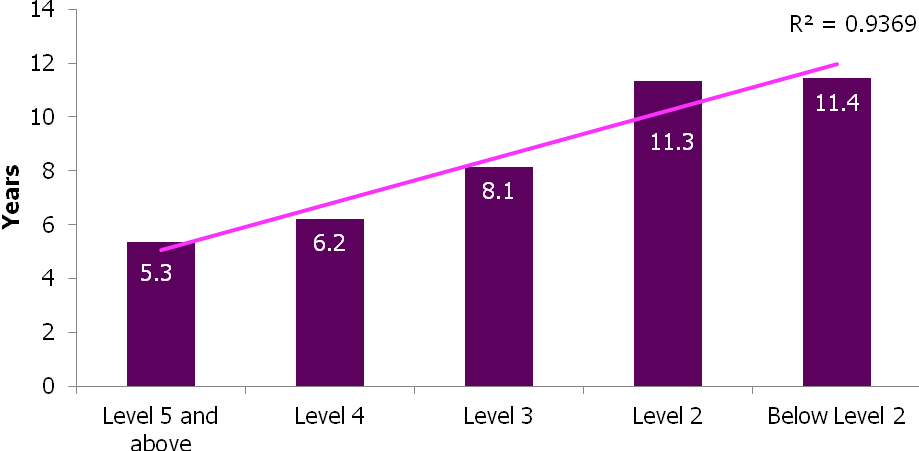 14
R² = 0.9369
12
10
8
6
4
2
0
Years
5.3
6.2
8.1
11.3
11.4
Level 5 and
above
Level 4
Level 3
Level 2
Below Level 2